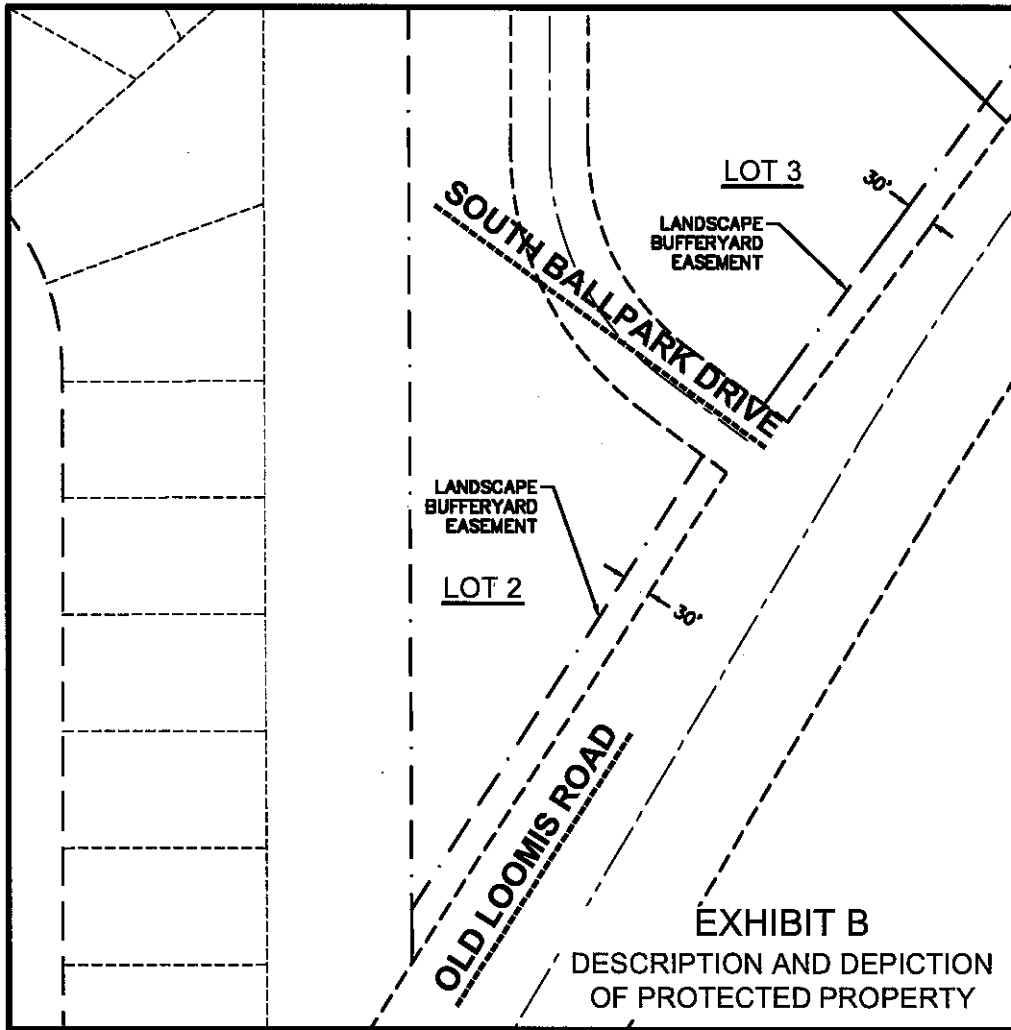 LOT 3
30'
LANDSCAPE
BUFFERYARD
EASEMENT
SOUTH BALLPARK DRIVE
LANDSCAPE
BUFFERYARD
EASEMENT
LOT 2
30'
OLD LOOMIS ROAD
EXHIBIT B
DESCRIPTION AND DEPICTION
OF PROTECTED PROPERTY